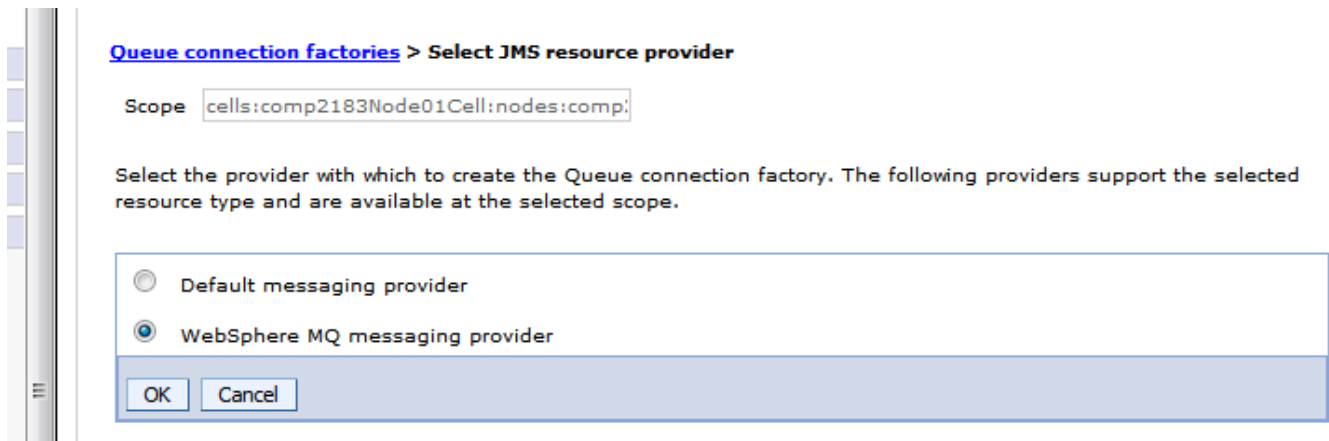 Queue connection factories > Select JMS resource provider
Scope cells:comp2183Node01Cell:nodes:comp
Select the provider with which to create the Queue connection factory. The following providers support the selected
resource type and are available at the selected scope.
Default messaging provider
WebSphere MQ messaging provider
OK Cancel